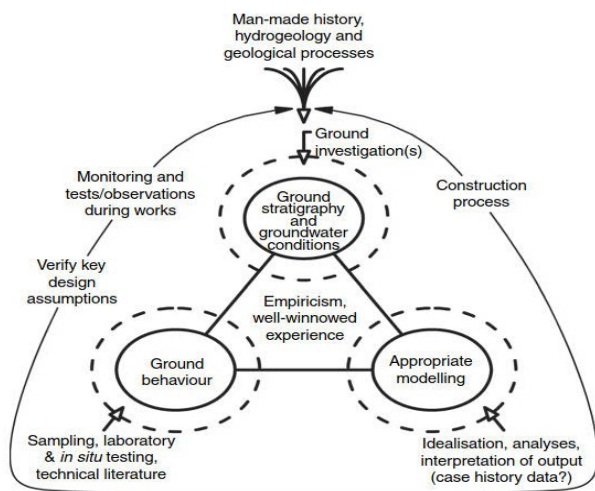 Man-made history,
hydrogeology and
geological processes
Ground
investigation(s)
Monitoring and
tests/observations
during works
Construction
process
Ground
stratigraphy
and
groundwater
conditions
Verify key
design
assumptions
Empiricism,
well-winnowed
experience
Ground
behaviour
Appropriate
modelling
Sampling, laboratory
& in situ testing,
technical literature
Idealisation, analyses,
interpretation of output
(case history data?)